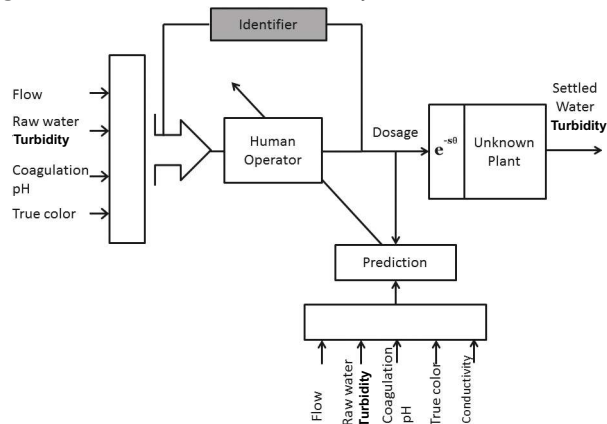 Identifier
Flow
Raw water
Turbidity
Coagulation
pH
True color
Human
Operator
Dosage
e^-sθ
Unknown
Plant
Settled
Water
Turbidity
Prediction
Flow
Raw water
Turbidity
Coagulation
pH
True color
Conductivity